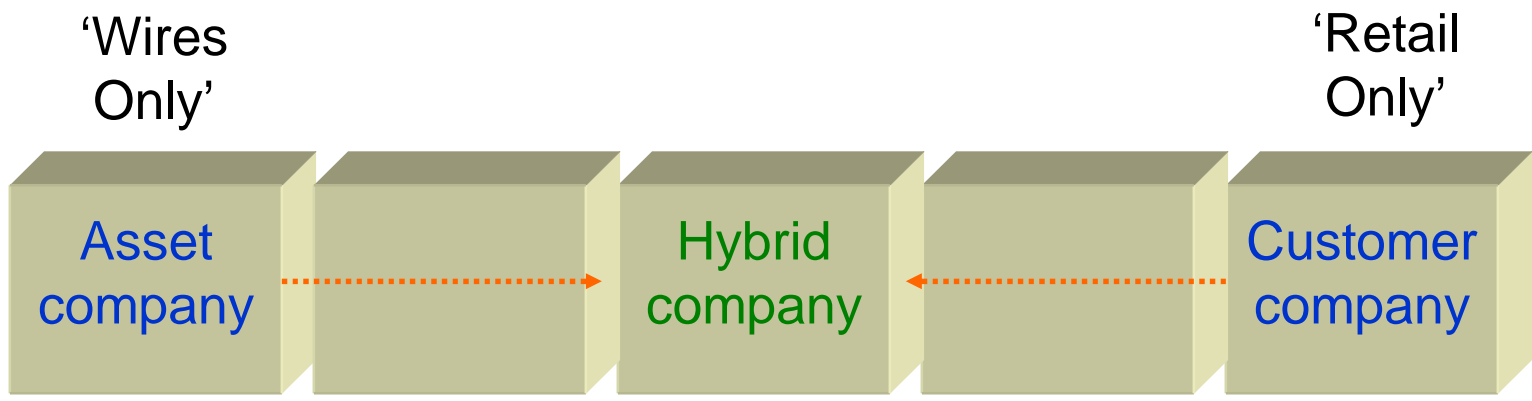 ‘Wires
Only’
‘Retail
Only’
Asset
company
Hybrid
company
Customer
company